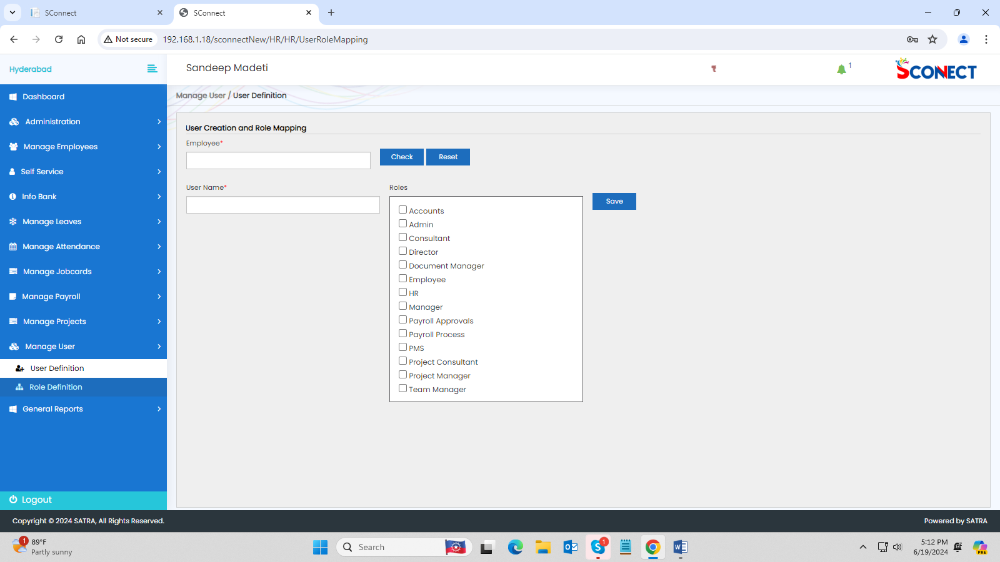 SConnect
SConnect
Not secure
192.168.1.18/sconnectNew/HR/HR/UserRoleMapping
Hyderabad
Sandeep Madeti
₹
1
SCONECT
Dashboard
Manage User / User Definition
Administration
User Creation and Role Mapping
Manage Employees
Employee*
Check
Reset
Self Service
User Name*
Roles
Info Bank
Save
Accounts
Manage Leaves
Admin
Consultant
Manage Attendance
Director
Document Manager
Manage Jobcards
Employee
HR
Manage Payroll
Manager
Payroll Approvals
Manage Projects
Payroll Process
Manage User
PMS
Project Consultant
User Definition
Project Manager
Role Definition
Team Manager
General Reports
Logout
Copyright © 2024 SATRA, All Rights Reserved.
Powered by SATRA
1
89°F
Partly sunny
Search
1
5:12 PM
6/19/2024
PRE